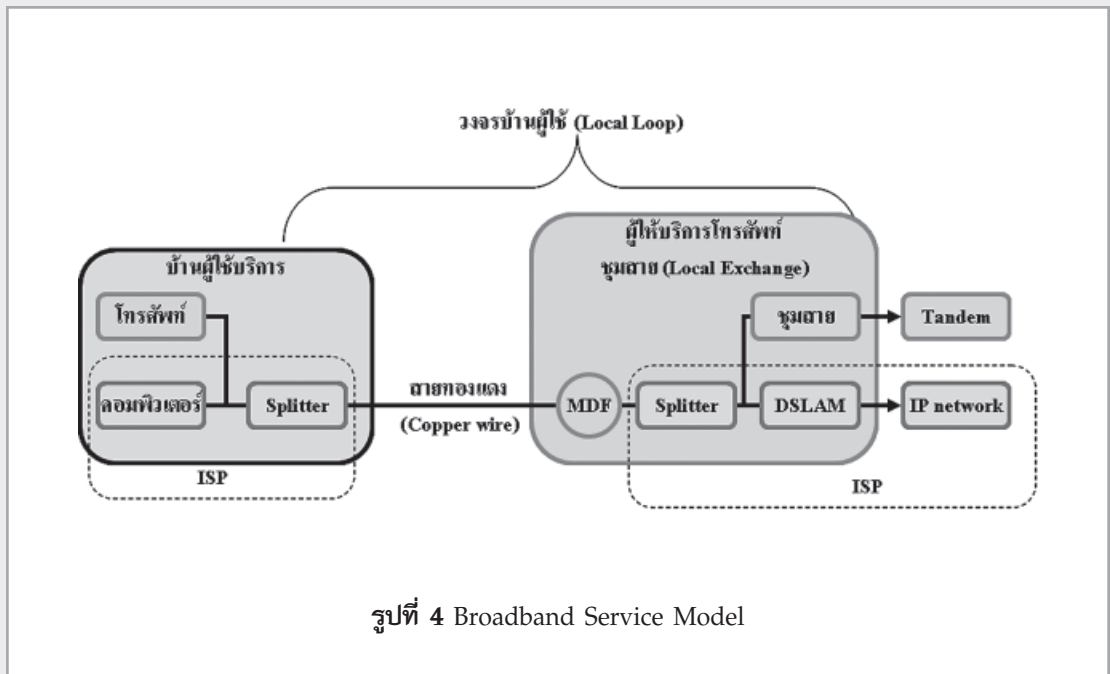 วงจรบ้านผู้ใช้ (Local Loop)
ผู้ให้บริการโทรศัพท์
ชุมสาย (Local Exchange)
บ้านผู้ใช้บริการ
โทรศัพท์
ชุมสาย
Tandem
คอมพิวเตอร์
Splitter
สายทองแดง
(Copper wire)
MDF
Splitter
DSLAM
IP network
ISP
ISP
รูปที่ 4 Broadband Service Model